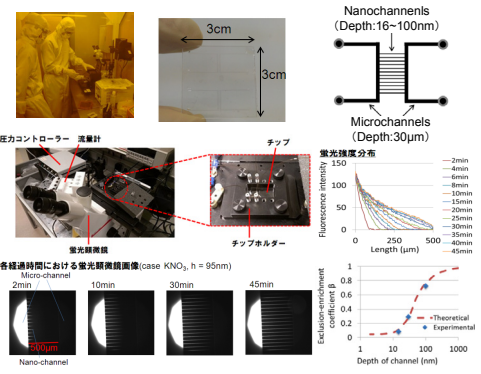 Nanochannenls
(Depth:16~100nm)
3cm
3cm
Microchannels
(Depth:30μm)
圧力コントローラー 流量計
チップ
蛍光顕微鏡
チップホルダー
蛍光強度分布
Fluorescence intensity
150
100
50
0
0
500
Length (μm)
2min
4min
6min
8min
10min
15min
20min
25min
30min
35min
40min
45min
各経過時間における蛍光顕微鏡画像(case KNO3, h = 95nm)
Micro-channel
2min
10min
30min
45min
500μm
Nano-channel
Exclusion-enrichment
coefficient β
1
0.8
0.6
0.4
0.2
0
Theoretical
Experimental
1
10
100
1000
Depth of channel (nm)